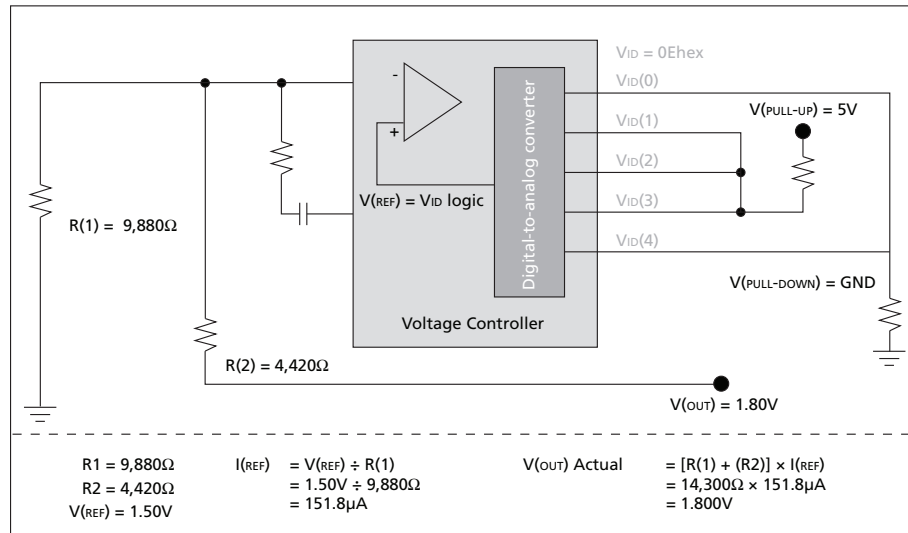 VID = 0Ehex
VID(0)
V(PULL-UP) = 5V
VID(1)
VID(2)
VID(3)
VID(4)
-
+
Digital-to-analog converter
V(REF) = VID logic
R(1) = 9,880Ω
V(PULL-DOWN) = GND
Voltage Controller
R(2) = 4,420Ω
V(OUT) = 1.80V
R1 = 9,880Ω
R2 = 4,420Ω
V(REF) = 1.50V
I(REF) = V(REF) ÷ R(1)
= 1.50V ÷ 9,880Ω
= 151.8µA
V(OUT) Actual = [R(1) + (R2)] × I(REF)
= 14,300Ω × 151.8µA
= 1.800V